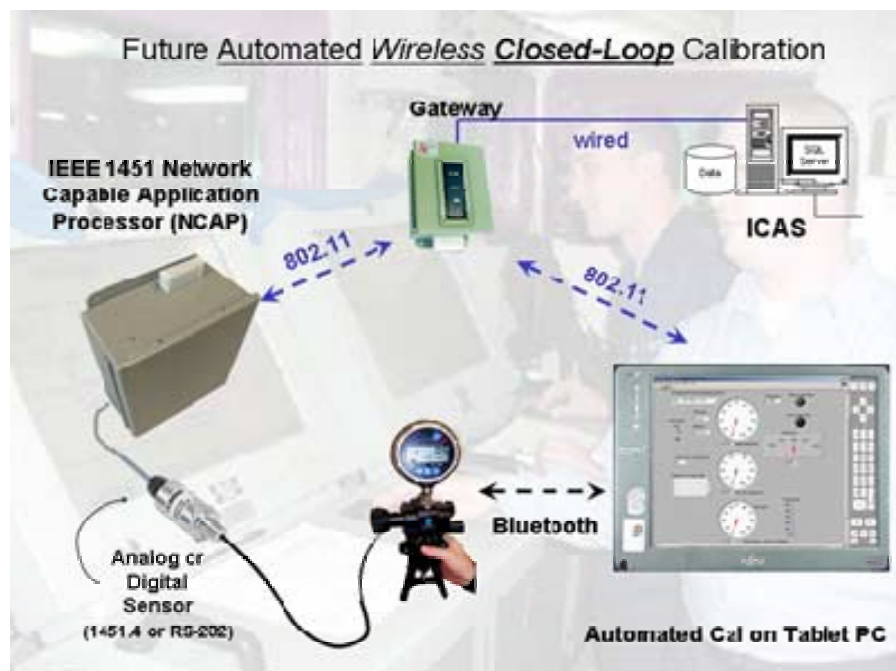 Future Automated Wireless Closed-Loop Calibration
Gateway
wired
SQL
Server
Data
ICAS
IEEE 1451 Network
Capable Application
Processor (NCAP)
802.11
802.11
Bluetooth
Analog or
Digital
Sensor
(1451.4 or RS-202)
Automated Cal on Tablet PC